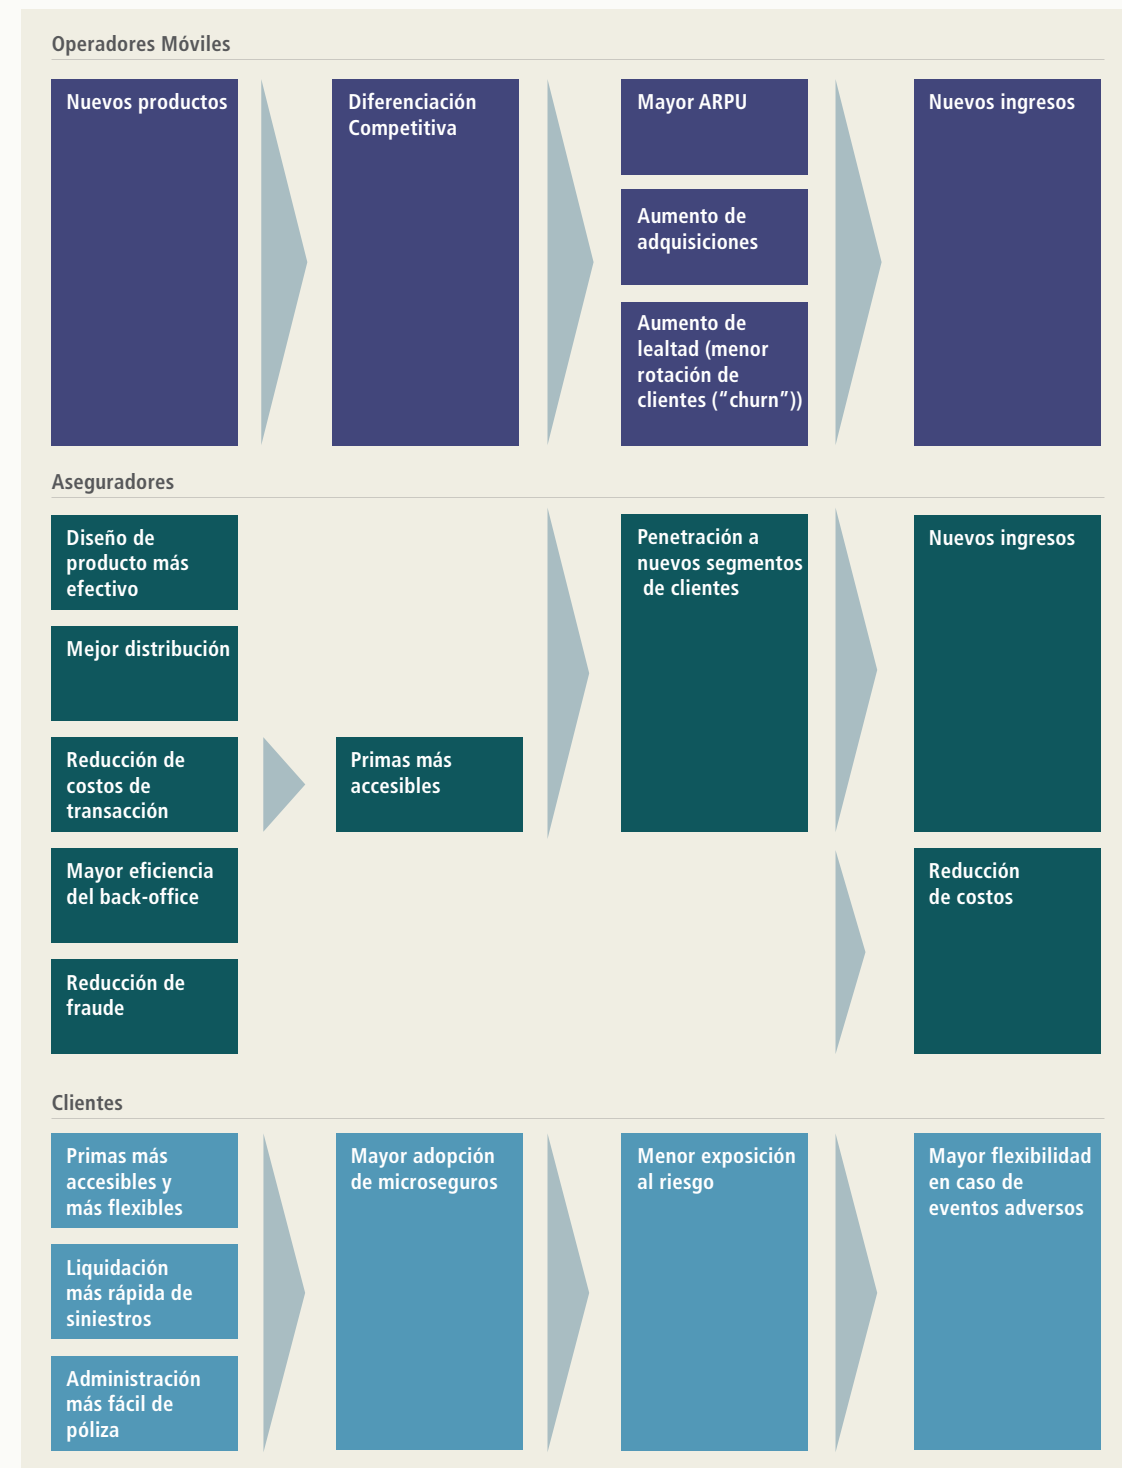 Operadores Móviles
Nuevos productos
Diferenciación
Competitiva
Mayor ARPU
Aumento de
adquisiciones
Aumento de
lealtad (menor
rotación de
clientes (“churn”))
Nuevos ingresos
Aseguradores
Diseño de
producto más
efectivo
Mejor distribución
Reducción de
costos de
transacción
Mayor eficiencia
del back-office
Reducción de
fraude
Primas más
accesibles
Penetración a
nuevos segmentos
de clientes
Nuevos ingresos
Reducción
de costos
Clientes
Primas más
accesibles y
más flexibles
Liquidación
más rápida de
siniestros
Administración
más fácil de
póliza
Mayor adopción
de microseguros
Menor exposición
al riesgo
Mayor flexibilidad
en caso de
eventos adversos